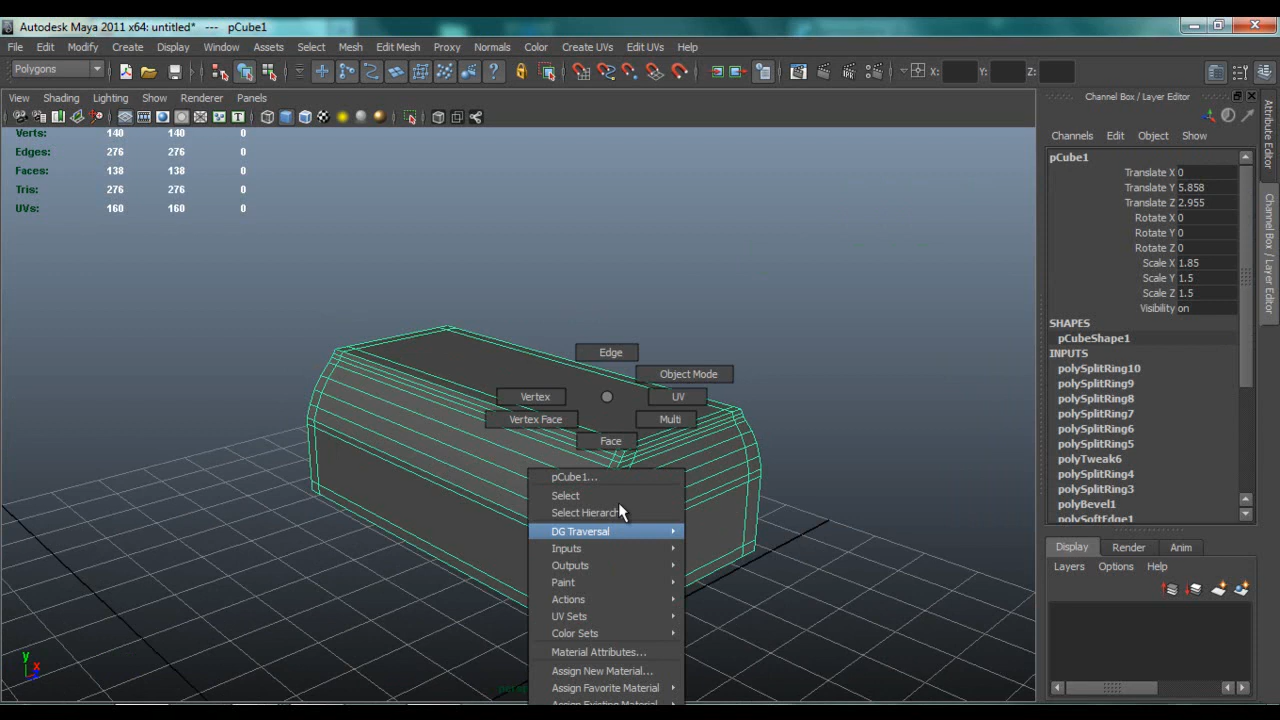 Autodesk Maya 2011 x64: untitled* --- pCube1
File Edit Modify Create Display Window Assets Select Mesh Edit Mesh Proxy Normals Color Create UVs Edit UVs Help
Polygons X: Y: Z:
View Shading Lighting Show Renderer Panels
Channel Box / Layer Editor
Channels Edit Object Show
Verts: 140 140 0
Edges: 276 276 0
Faces: 138 138 0
Tris: 276 276 0
UVs: 160 160 0
pCube1
Translate X 0
Translate Y 5.858
Translate Z 2.955
Rotate X 0
Rotate Y 0
Rotate Z 0
Scale X 1.85
Scale Y 1.5
Scale Z 1.5
Visibility on
SHAPES
pCubeShape1
INPUTS
polySplitRing10
polySplitRing9
polySplitRing8
polySplitRing7
polySplitRing6
polySplitRing5
polyTweak6
polySplitRing4
polySplitRing3
polyBevel1
polySoftEdge1
Attribute Editor
Channel Box / Layer Editor
Edge
Object Mode
Vertex UV
Vertex Face Multi
Face
pCube1...
Select
Select Hierarch
DG Traversal
Inputs
Outputs
Paint
Actions
UV Sets
Color Sets
Material Attributes...
Assign New Material...
Assign Favorite Material
Assign Existing Material
Display Render Anim
Layers Options Help
y
x